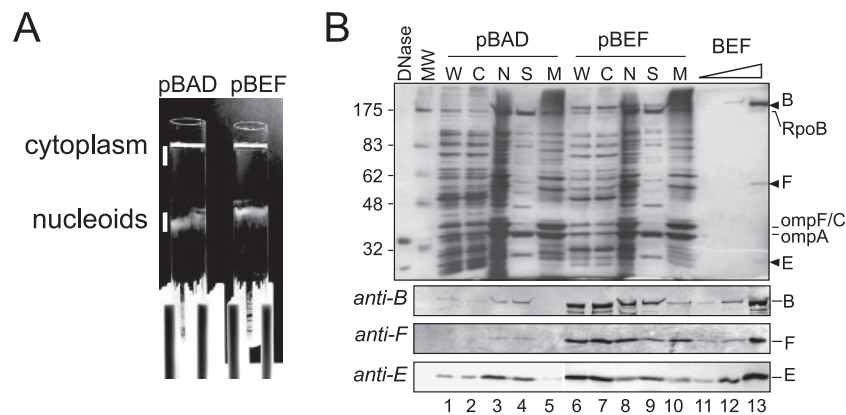 A
pBAD pBEF
cytoplasm
nucleoids
B
DNase
MW
pBAD
pBEF
BEF
W C N S M W C N S M
175
83
62
48
32
B
RpoB
F
ompF/C
ompA
E
anti-B
B
anti-F
F
anti-E
E
1 2 3 4 5 6 7 8 9 10 11 12 13